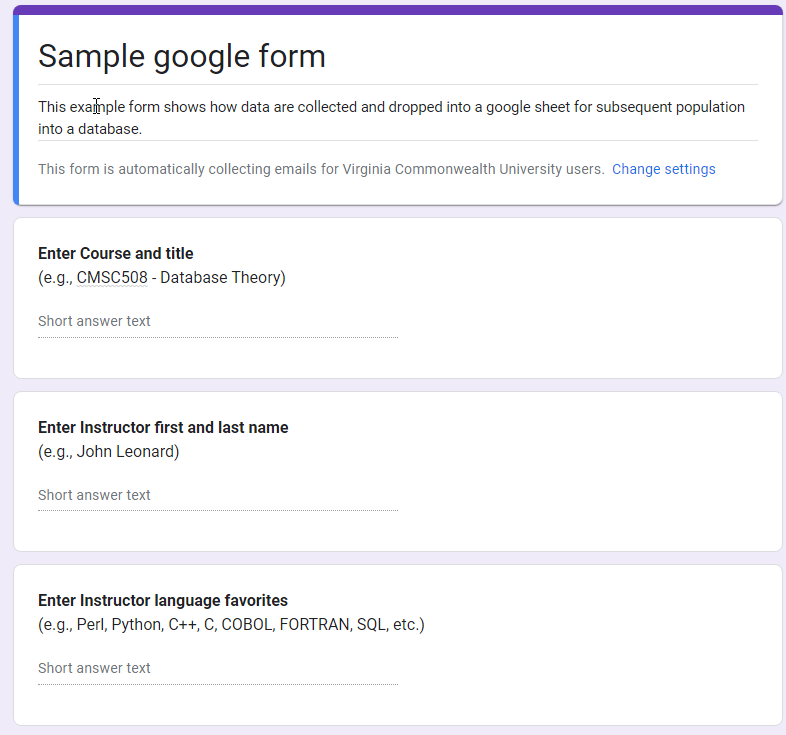 Sample google form
This example form shows how data are collected and dropped into a google sheet for subsequent population
into a database.
This form is automatically collecting emails for Virginia Commonwealth University users. Change settings
Enter Course and title
(e.g., CMSC508 - Database Theory)
Short answer text
Enter Instructor first and last name
(e.g., John Leonard)
Short answer text
Enter Instructor language favorites
(e.g., Perl, Python, C++, C, COBOL, FORTRAN, SQL, etc.)
Short answer text